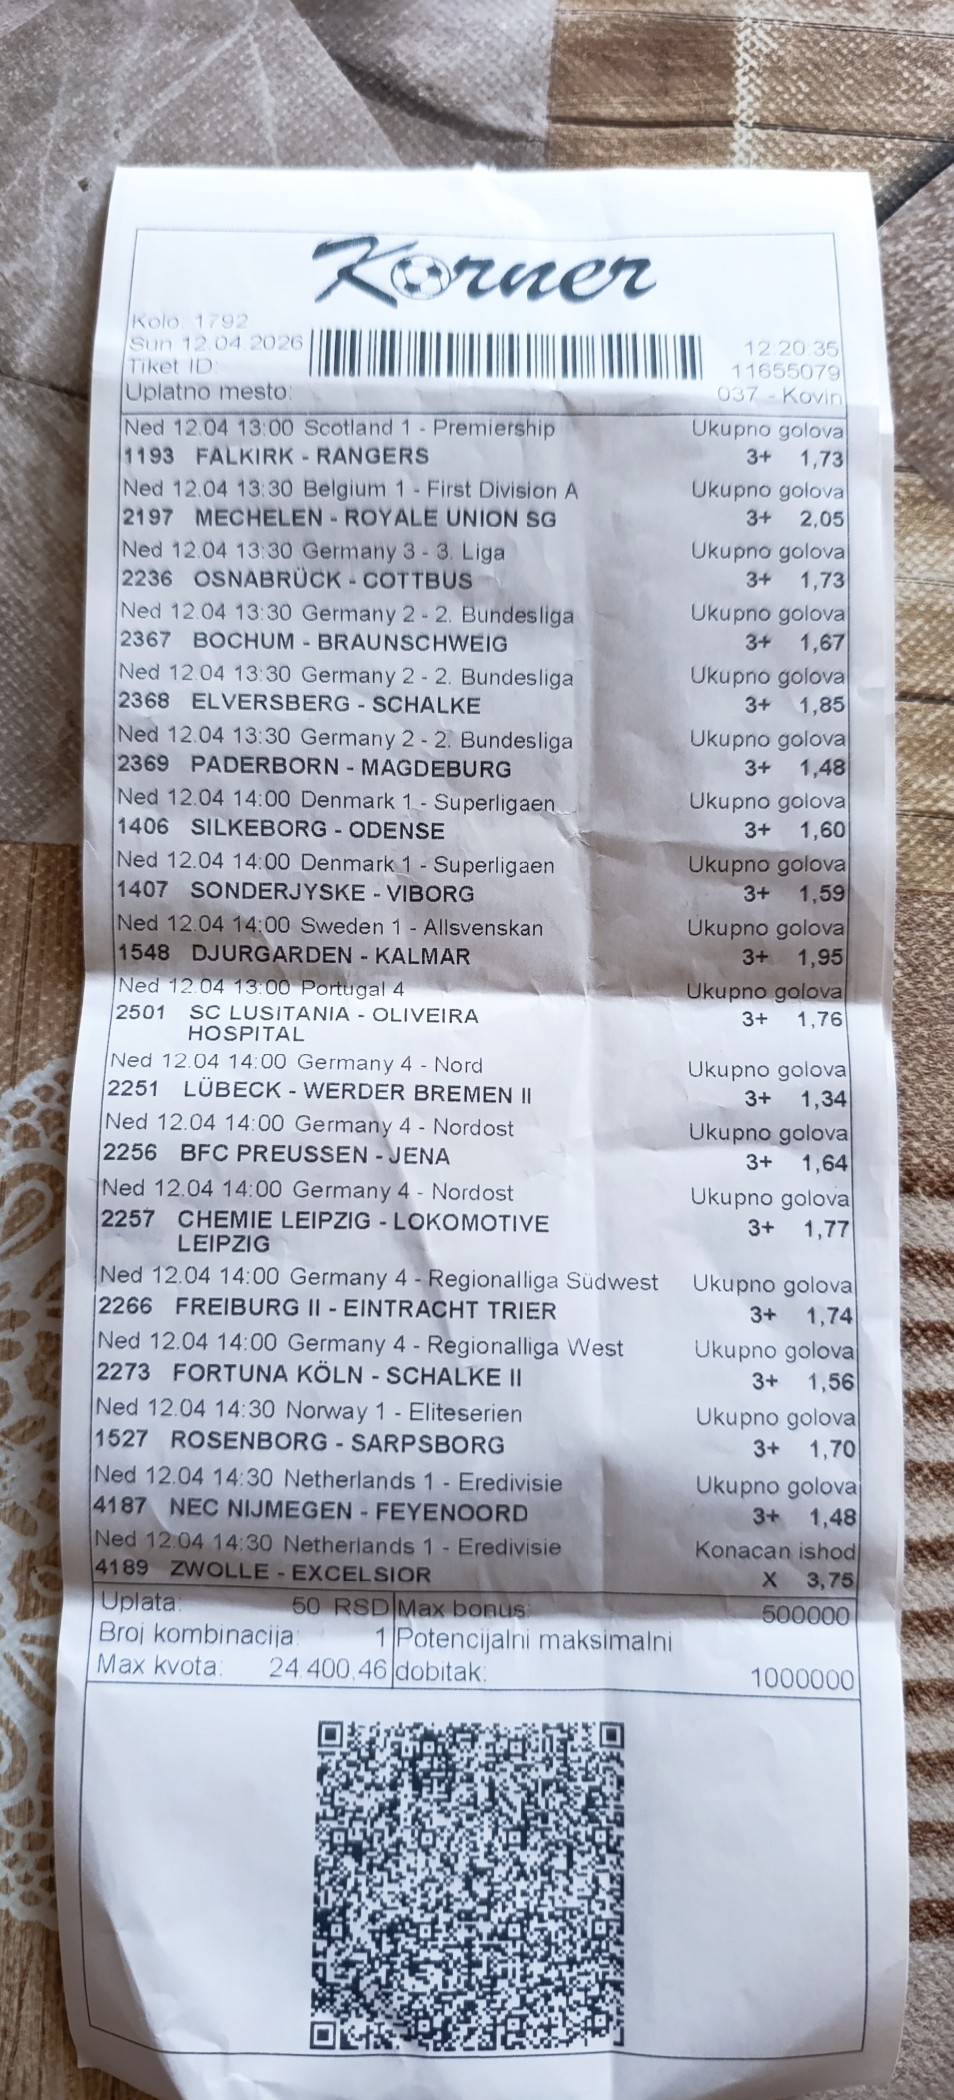 Korner
Kolo: 1792
Sun 12.04.2026 12:20:35
Tiket ID: 11655079
Uplatno mesto: 037 - Kovin
Ned 12.04 13:00 Scotland 1 - Premiership Ukupno golova
1193 FALKIRK - RANGERS 3+ 1,73
Ned 12.04 13:30 Belgium 1 - First Division A Ukupno golova
2197 MECHELEN - ROYALE UNION SG 3+ 2,05
Ned 12.04 13:30 Germany 3 - 3. Liga Ukupno golova
2236 OSNABRÜCK - COTTBUS 3+ 1,73
Ned 12.04 13:30 Germany 2 - 2. Bundesliga Ukupno golova
2367 BOCHUM - BRAUNSCHWEIG 3+ 1,67
Ned 12.04 13:30 Germany 2 - 2. Bundesliga Ukupno golova
2368 ELVERSBERG - SCHALKE 3+ 1,85
Ned 12.04 13:30 Germany 2 - 2. Bundesliga Ukupno golova
2369 PADERBORN - MAGDEBURG 3+ 1,48
Ned 12.04 14:00 Denmark 1 - Superligaen Ukupno golova
1406 SILKEBORG - ODENSE 3+ 1,60
Ned 12.04 14:00 Denmark 1 - Superligaen Ukupno golova
1407 SONDERJYSKE - VIBORG 3+ 1,59
Ned 12.04 14:00 Sweden 1 - Allsvenskan Ukupno golova
1548 DJURGARDEN - KALMAR 3+ 1,95
Ned 12.04 13:00 Portugal 4 Ukupno golova
2501 SC LUSITANIA - OLIVEIRA 3+ 1,76
HOSPITAL
Ned 12.04 14:00 Germany 4 - Nord Ukupno golova
2251 LÜBECK - WERDER BREMEN II 3+ 1,34
Ned 12.04 14:00 Germany 4 - Nordost Ukupno golova
2256 BFC PREUSSEN - JENA 3+ 1,64
Ned 12.04 14:00 Germany 4 - Nordost Ukupno golova
2257 CHEMIE LEIPZIG - LOKOMOTIVE 3+ 1,77
LEIPZIG
Ned 12.04 14:00 Germany 4 - Regionalliga Südwest Ukupno golova
2266 FREIBURG II - EINTRACHT TRIER 3+ 1,74
Ned 12.04 14:00 Germany 4 - Regionalliga West Ukupno golova
2273 FORTUNA KÖLN - SCHALKE II 3+ 1,56
Ned 12.04 14:30 Norway 1 - Eliteserien Ukupno golova
1527 ROSENBORG - SARPSBORG 3+ 1,70
Ned 12.04 14:30 Netherlands 1 - Eredivisie Ukupno golova
4187 NEC NIJMEGEN - FEYENOORD 3+ 1,48
Ned 12.04 14:30 Netherlands 1 - Eredivisie Konacan ishod
4189 ZWOLLE - EXCELSIOR X 3,75
Uplata: 50 RSD Max bonus: 500000
Broj kombinacija: 1 Potencijalni maksimalni
Max kvota: 24.400,46 dobitak: 1000000